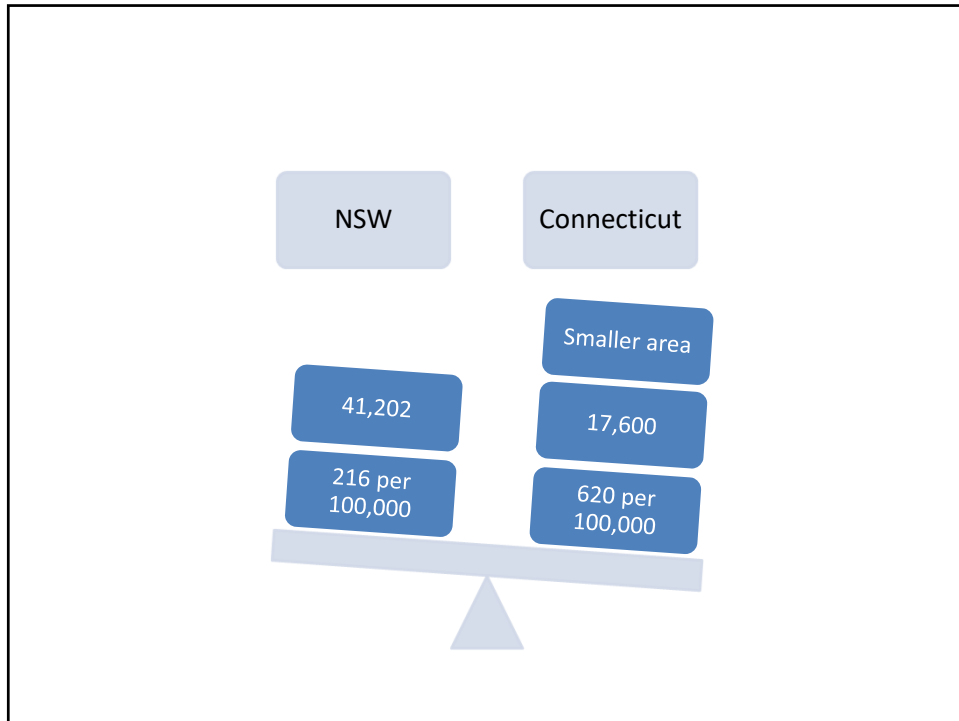 NSW
Connecticut
Smaller area
41,202
17,600
216 per
100,000
620 per
100,000